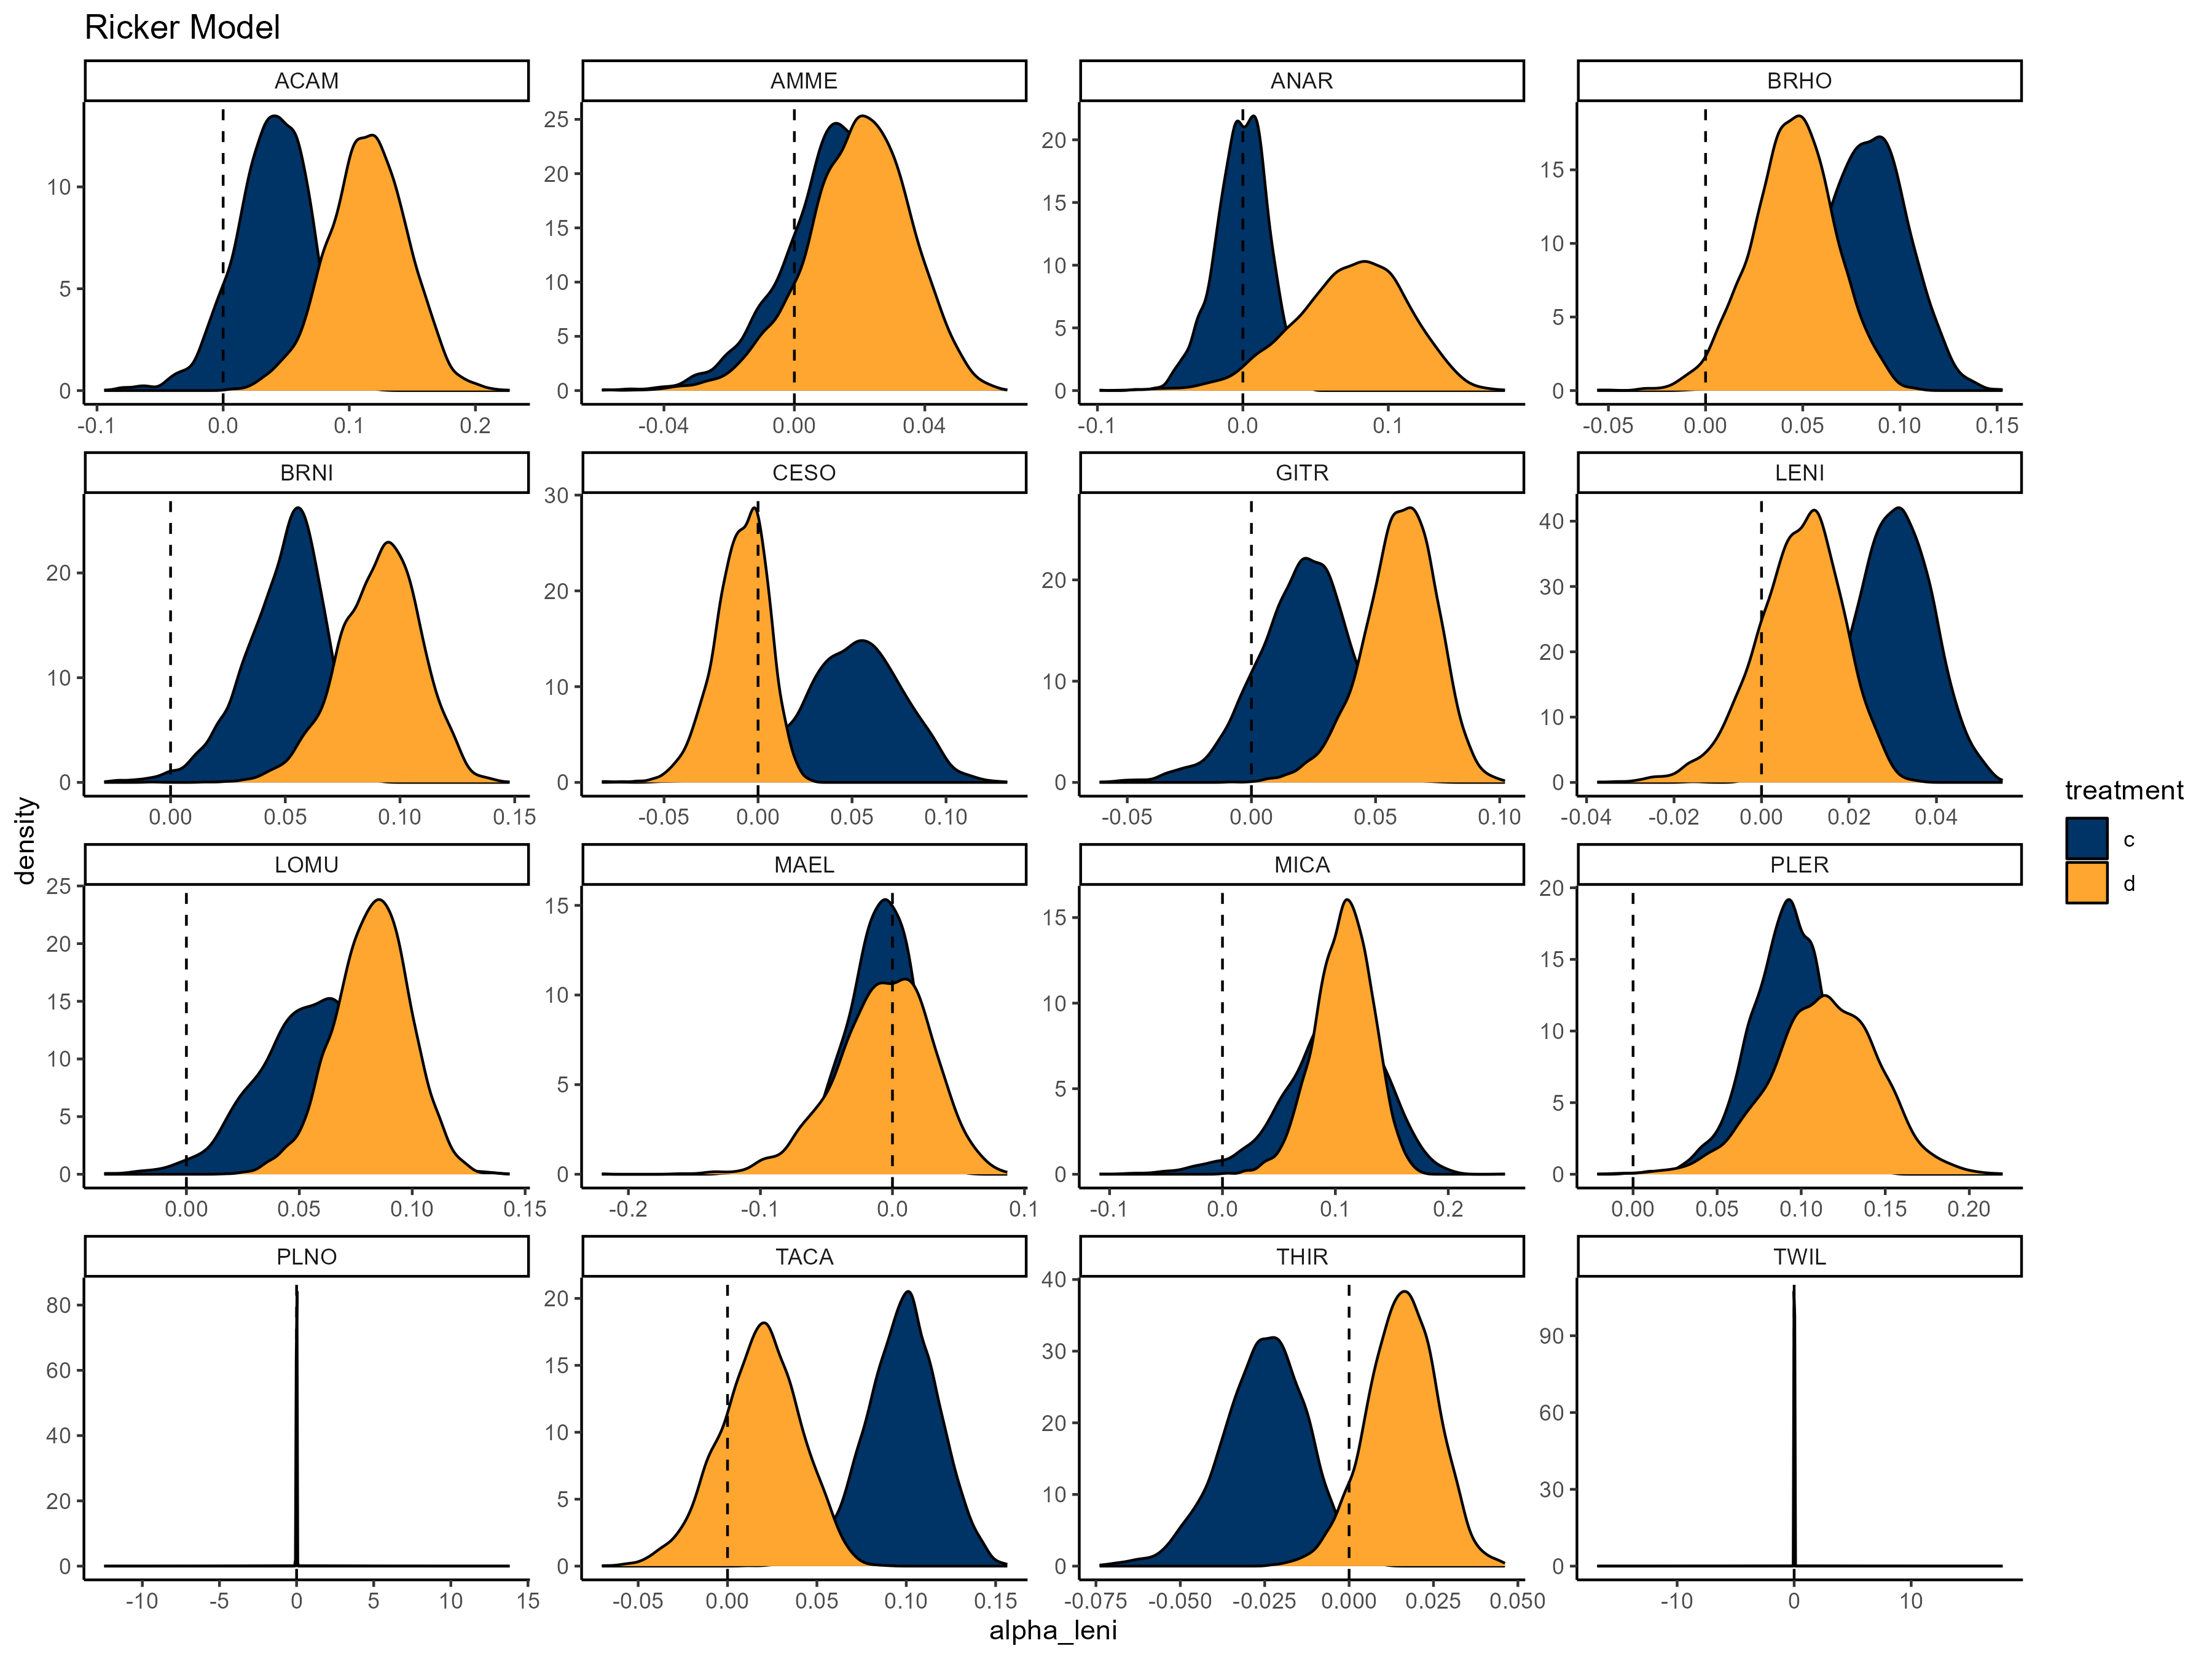 Ricker Model
ACAM AMME ANAR BRHO
10 5 0
25 20 15 10 5 0
20 15 10 5 0
15 10 5 0
-0.1 0.0 0.1 0.2
-0.04 0.00 0.04
-0.1 0.0 0.1
-0.05 0.00 0.05 0.10 0.15
BRNI CESO GITR LENI
20 10 0
30 20 10 0
20 10 0
40 30 20 10 0
0.00 0.05 0.10 0.15
-0.05 0.00 0.05 0.10
-0.05 0.00 0.05 0.10
-0.04 -0.02 0.00 0.02 0.04
LOMU MAEL MICA PLER
25 20 15 10 5 0
15 10 5 0
15 10 5 0
20 15 10 5 0
0.00 0.05 0.10 0.15
-0.2 -0.1 0.0 0.1
-0.1 0.0 0.1 0.2
0.00 0.05 0.10 0.15 0.20
PLNO TACA THIR TWIL
80 60 40 20 0
20 15 10 5 0
40 30 20 10 0
90 60 30 0
-10 -5 0 5 10 15
-0.05 0.00 0.05 0.10 0.15
-0.075 -0.050 -0.025 0.000 0.025 0.050
-10 0 10
alpha_leni
density
treatment
c
d